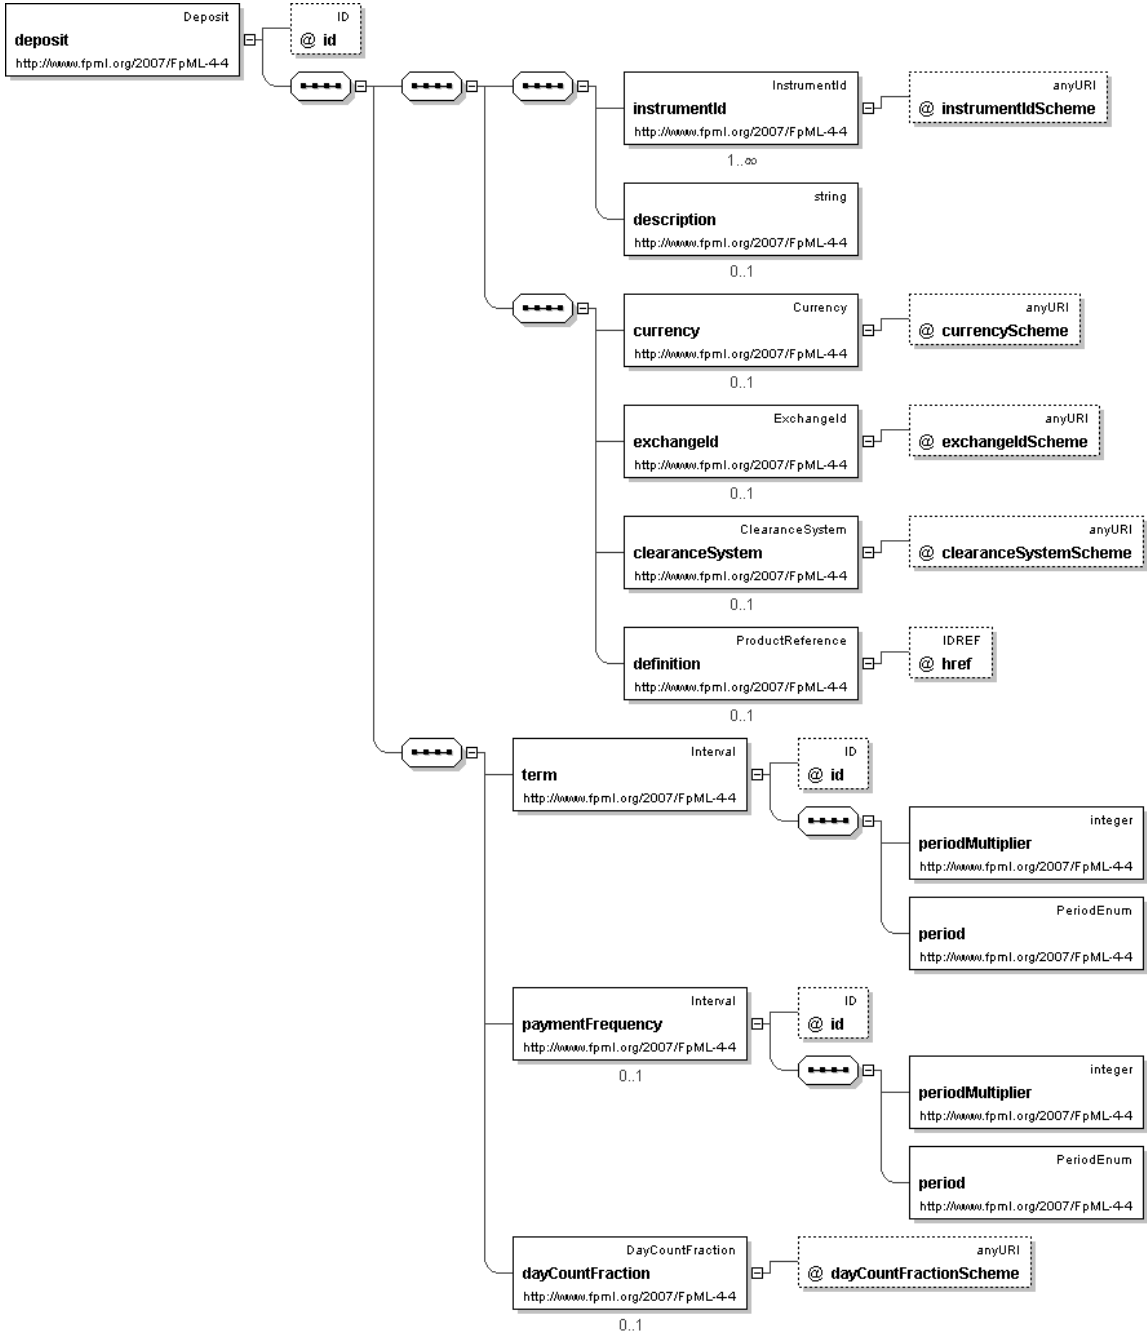 Deposit
deposit
http://www.fpml.org/2007/FpML-4-4
ID
@ id
InstrumentId
instrumentId
http://www.fpml.org/2007/FpML-4-4
1..∞
anyURI
@ instrumentIdScheme
string
description
http://www.fpml.org/2007/FpML-4-4
0..1
Currency
currency
http://www.fpml.org/2007/FpML-4-4
0..1
anyURI
@ currencyScheme
ExchangeId
exchangeId
http://www.fpml.org/2007/FpML-4-4
0..1
anyURI
@ exchangeIdScheme
ClearanceSystem
clearanceSystem
http://www.fpml.org/2007/FpML-4-4
0..1
anyURI
@ clearanceSystemScheme
ProductReference
definition
http://www.fpml.org/2007/FpML-4-4
0..1
IDREF
@ href
Interval
term
http://www.fpml.org/2007/FpML-4-4
ID
@ id
integer
periodMultiplier
http://www.fpml.org/2007/FpML-4-4
PeriodEnum
period
http://www.fpml.org/2007/FpML-4-4
Interval
paymentFrequency
http://www.fpml.org/2007/FpML-4-4
0..1
ID
@ id
integer
periodMultiplier
http://www.fpml.org/2007/FpML-4-4
PeriodEnum
period
http://www.fpml.org/2007/FpML-4-4
DayCountFraction
dayCountFraction
http://www.fpml.org/2007/FpML-4-4
0..1
anyURI
@ dayCountFractionScheme